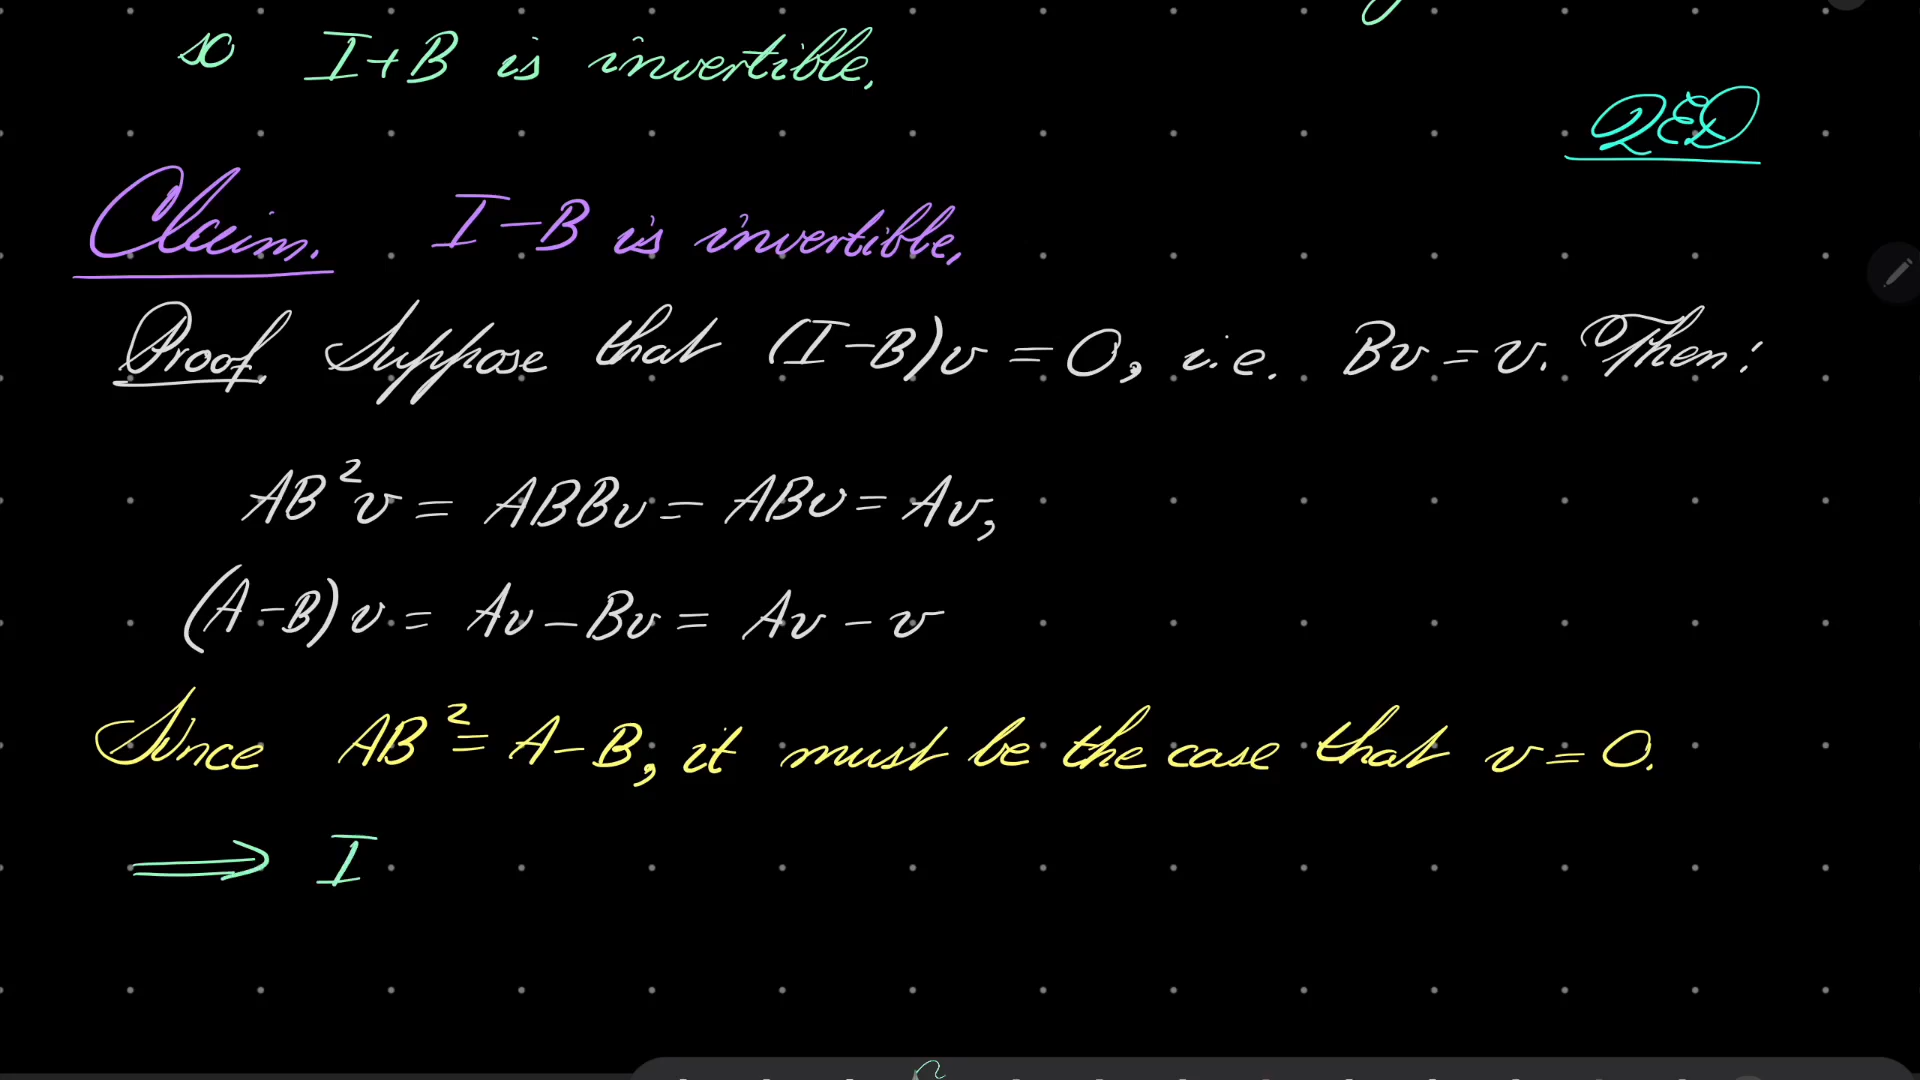 so I+B is invertible.
QED
Claim. I-B is invertible.
Proof. Suppose that (I-B)v = 0, i.e. Bv = v. Then:
AB²v = ABBv = ABv = Av,
(A-B)v = Av - Bv = Av - v
Since AB² = A-B, it must be the case that v = 0.
⟹ I